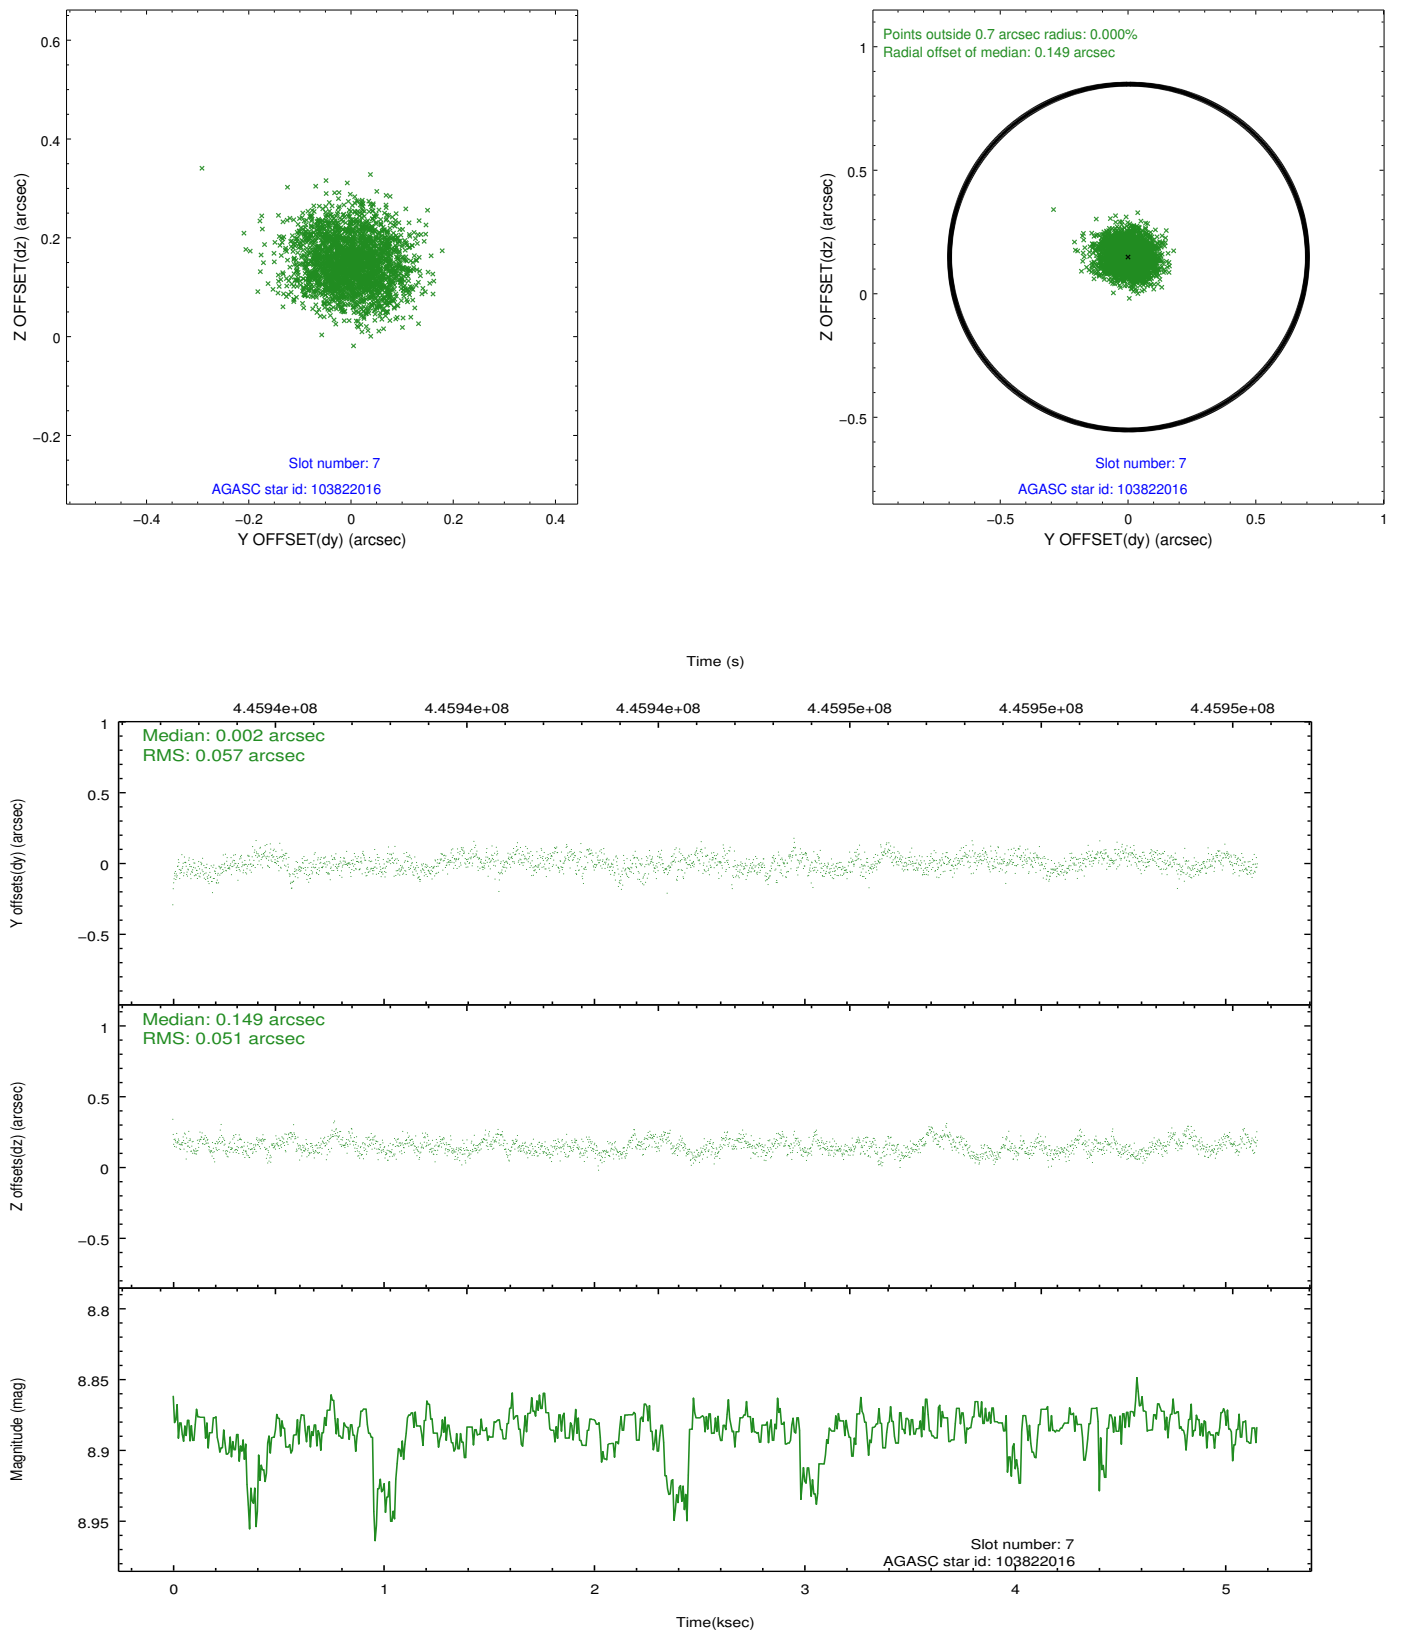 0.6
0.4
0.2
0
−0.2
−0.4
−0.2
0
0.2
0.4
Z OFFSET(dz) (arcsec)
Y OFFSET(dy) (arcsec)
Slot number: 7
AGASC star id: 103822016
Points outside 0.7 arcsec radius: 0.000%
Radial offset of median: 0.149 arcsec
1
0.5
0
−0.5
−0.5
0
0.5
1
Z OFFSET(dz) (arcsec)
Y OFFSET(dy) (arcsec)
Slot number: 7
AGASC star id: 103822016
Time (s)
4.4594e+08
4.4594e+08
4.4594e+08
4.4595e+08
4.4595e+08
4.4595e+08
Median: 0.002 arcsec
RMS: 0.057 arcsec
1
0.5
0
−0.5
Y offsets(dy) (arcsec)
Median: 0.149 arcsec
RMS: 0.051 arcsec
1
0.5
0
−0.5
Z offsets(dz) (arcsec)
8.8
8.85
8.9
8.95
Magnitude (mag)
Slot number: 7
AGASC star id: 103822016
0
1
2
3
4
5
Time(ksec)